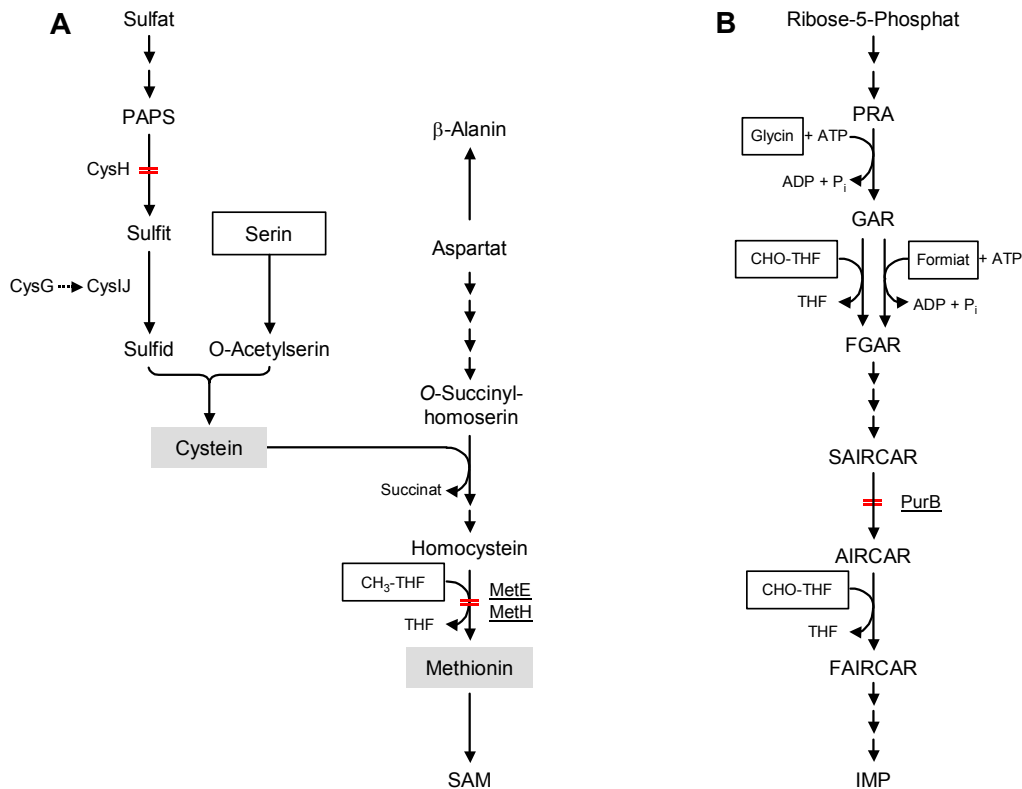 A
Sulfat
PAPS
CysH
Sulfit
Serin
CysG
CysIJ
Sulfid
O-Acetylserin
Cystein
β-Alanin
Aspartat
O-Succinyl-
homoserin
Succinat
Homocystein
CH₃-THF
MetE
MetH
THF
Methionin
SAM
B
Ribose-5-Phosphat
PRA
Glycin + ATP
ADP + Pᵢ
GAR
CHO-THF
Formiat + ATP
THF
ADP + Pᵢ
FGAR
SAIRCAR
PurB
AIRCAR
CHO-THF
THF
FAIRCAR
IMP